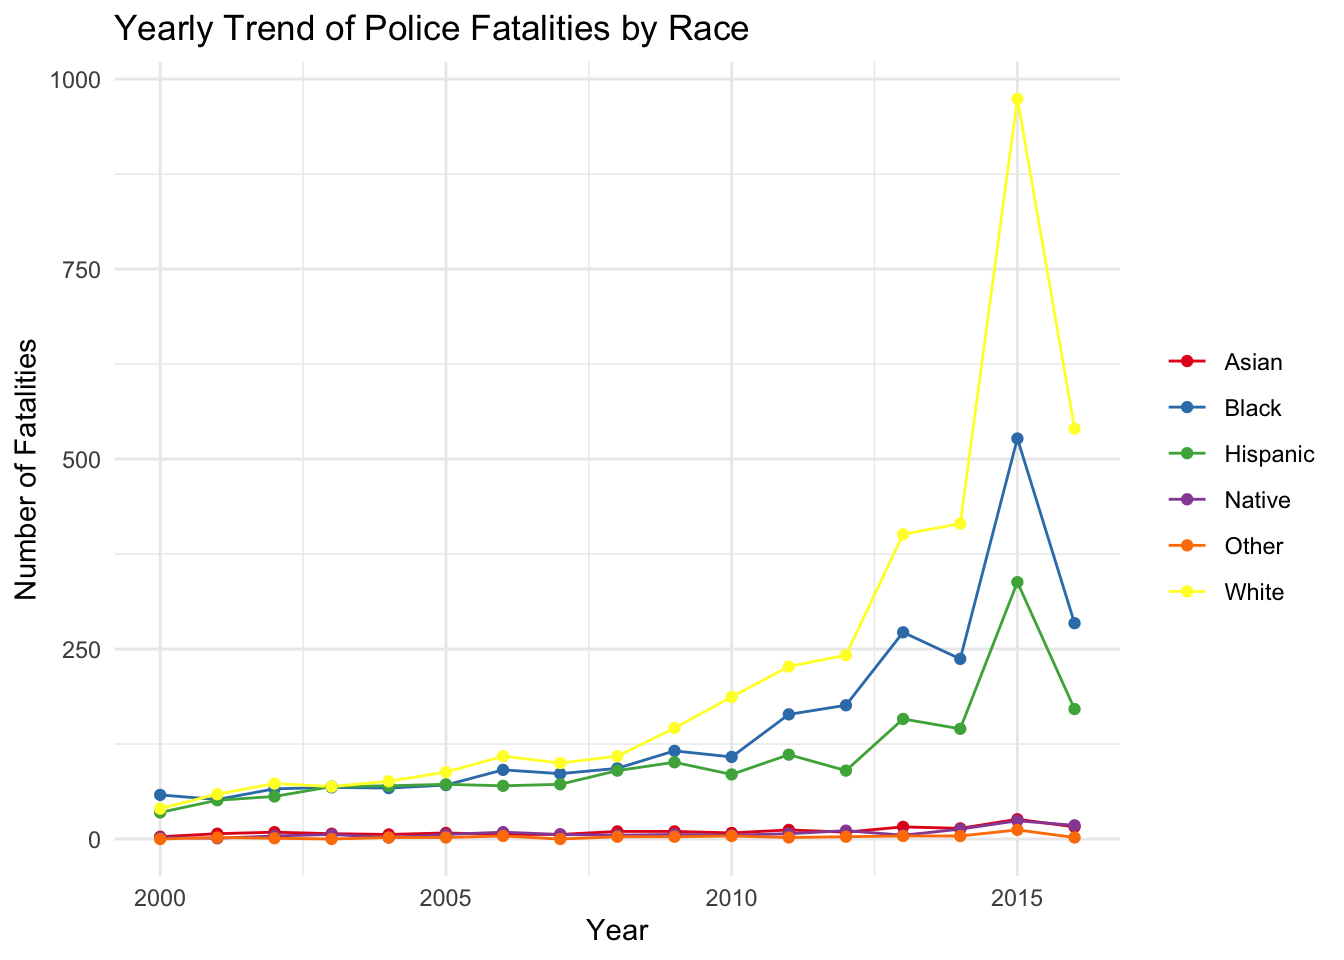 Yearly Trend of Police Fatalities by Race
1000
750
500
250
0
Number of Fatalities
2000
2005
2010
2015
Year
Asian
Black
Hispanic
Native
Other
White